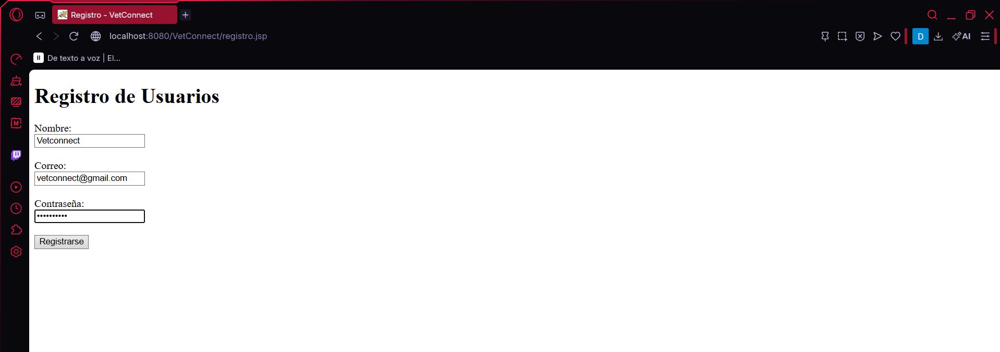 Registro - VetConnect
localhost:8080/VetConnect/registro.jsp
D
AI
De texto a voz | El...
M
Registro de Usuarios
Nombre:
Vetconnect
Correo:
vetconnect@gmail.com
Contraseña:
••••••••••
Registrarse